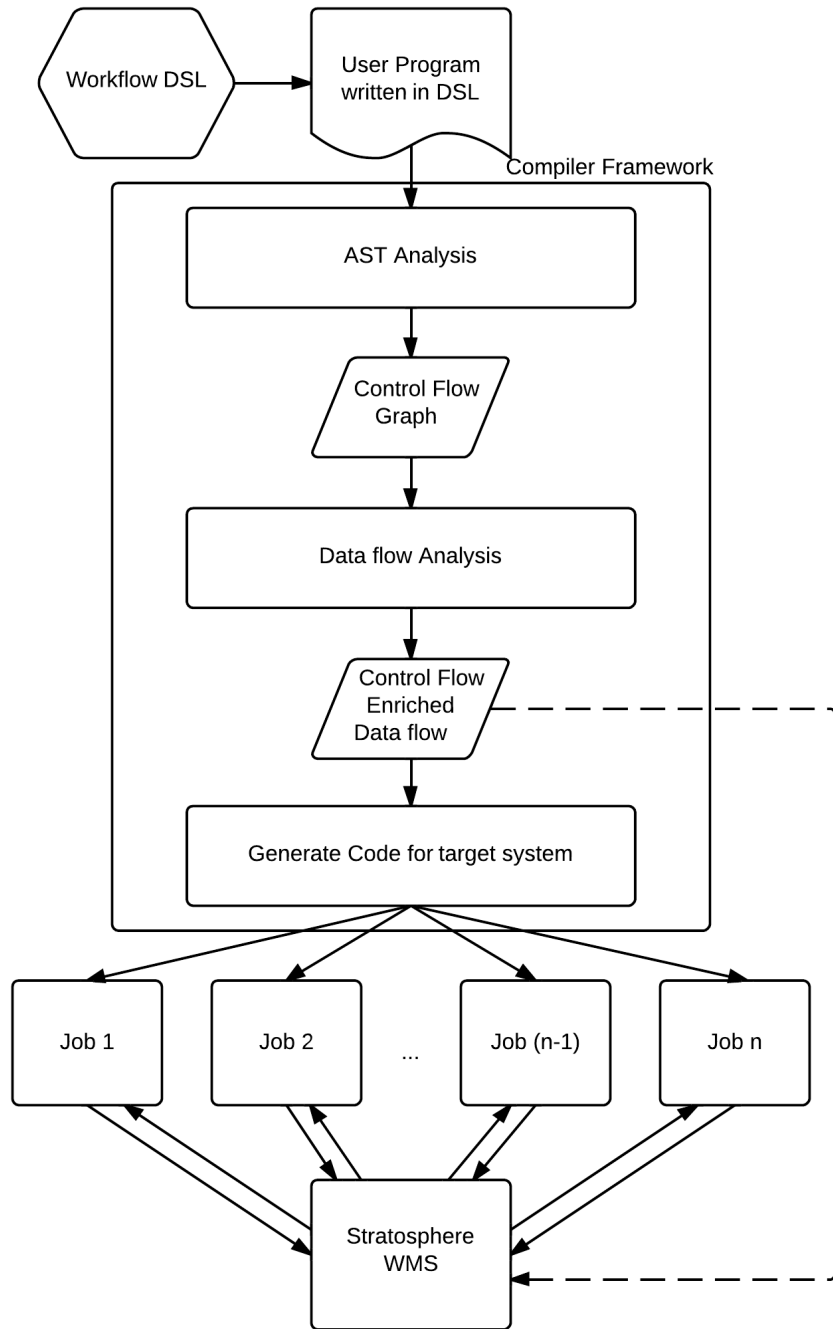 Workflow DSL
User Program
written in DSL
Compiler Framework
AST Analysis
Control Flow
Graph
Data flow Analysis
Control Flow
Enriched
Data flow
Generate Code for target system
Job 1
Job 2
...
Job (n-1)
Job n
Stratosphere
WMS